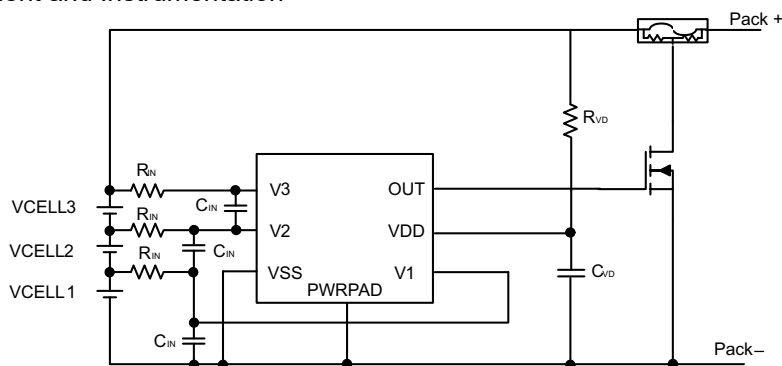 Pack +
RVD
RIN
V3
OUT
CIN
VCELL3
RIN
V2
VDD
VCELL2
RIN
CIN
VSS
V1
CVD
VCELL1
PWRPAD
CIN
Pack–